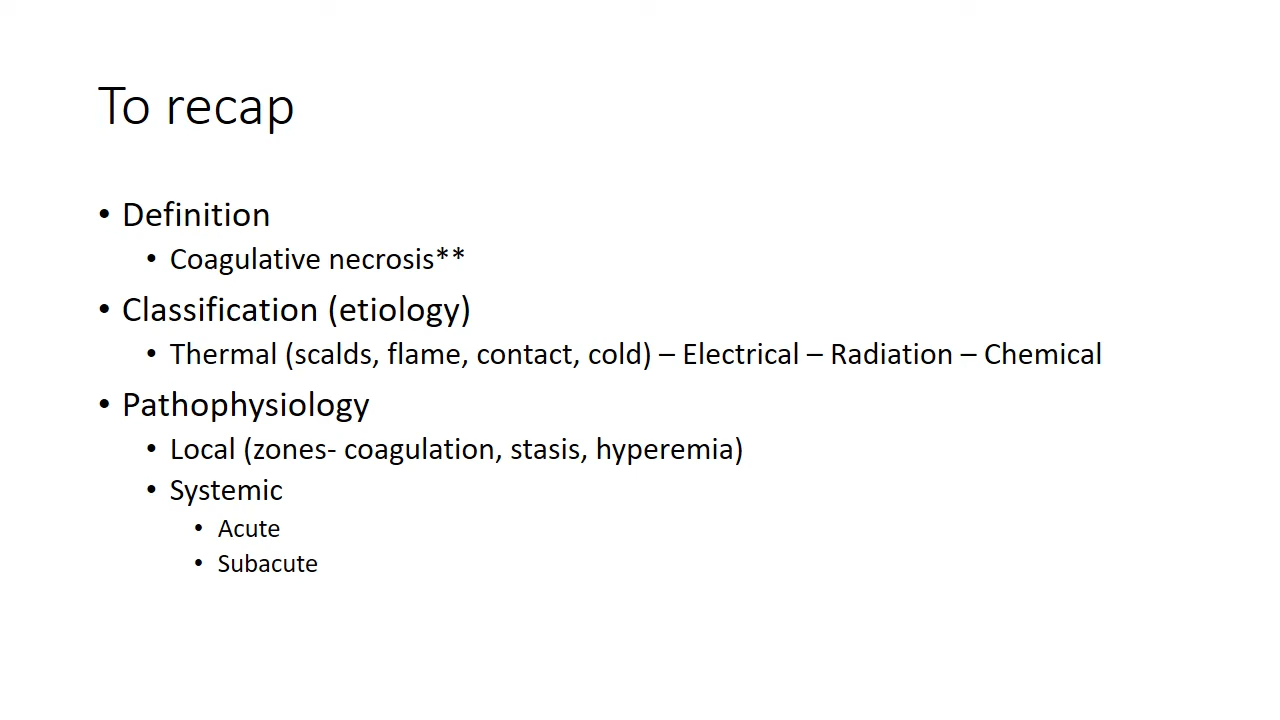 To recap
• Definition
• Coagulative necrosis**
• Classification (etiology)
• Thermal (scalds, flame, contact, cold) – Electrical – Radiation – Chemical
• Pathophysiology
• Local (zones- coagulation, stasis, hyperemia)
• Systemic
• Acute
• Subacute